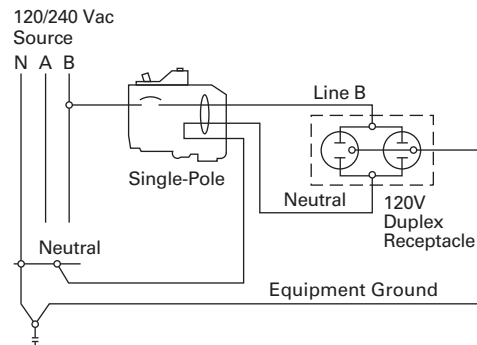 120/240 Vac
Source
N A B
Line B
Single-Pole
Neutral
120V
Duplex
Receptacle
Neutral
Equipment Ground